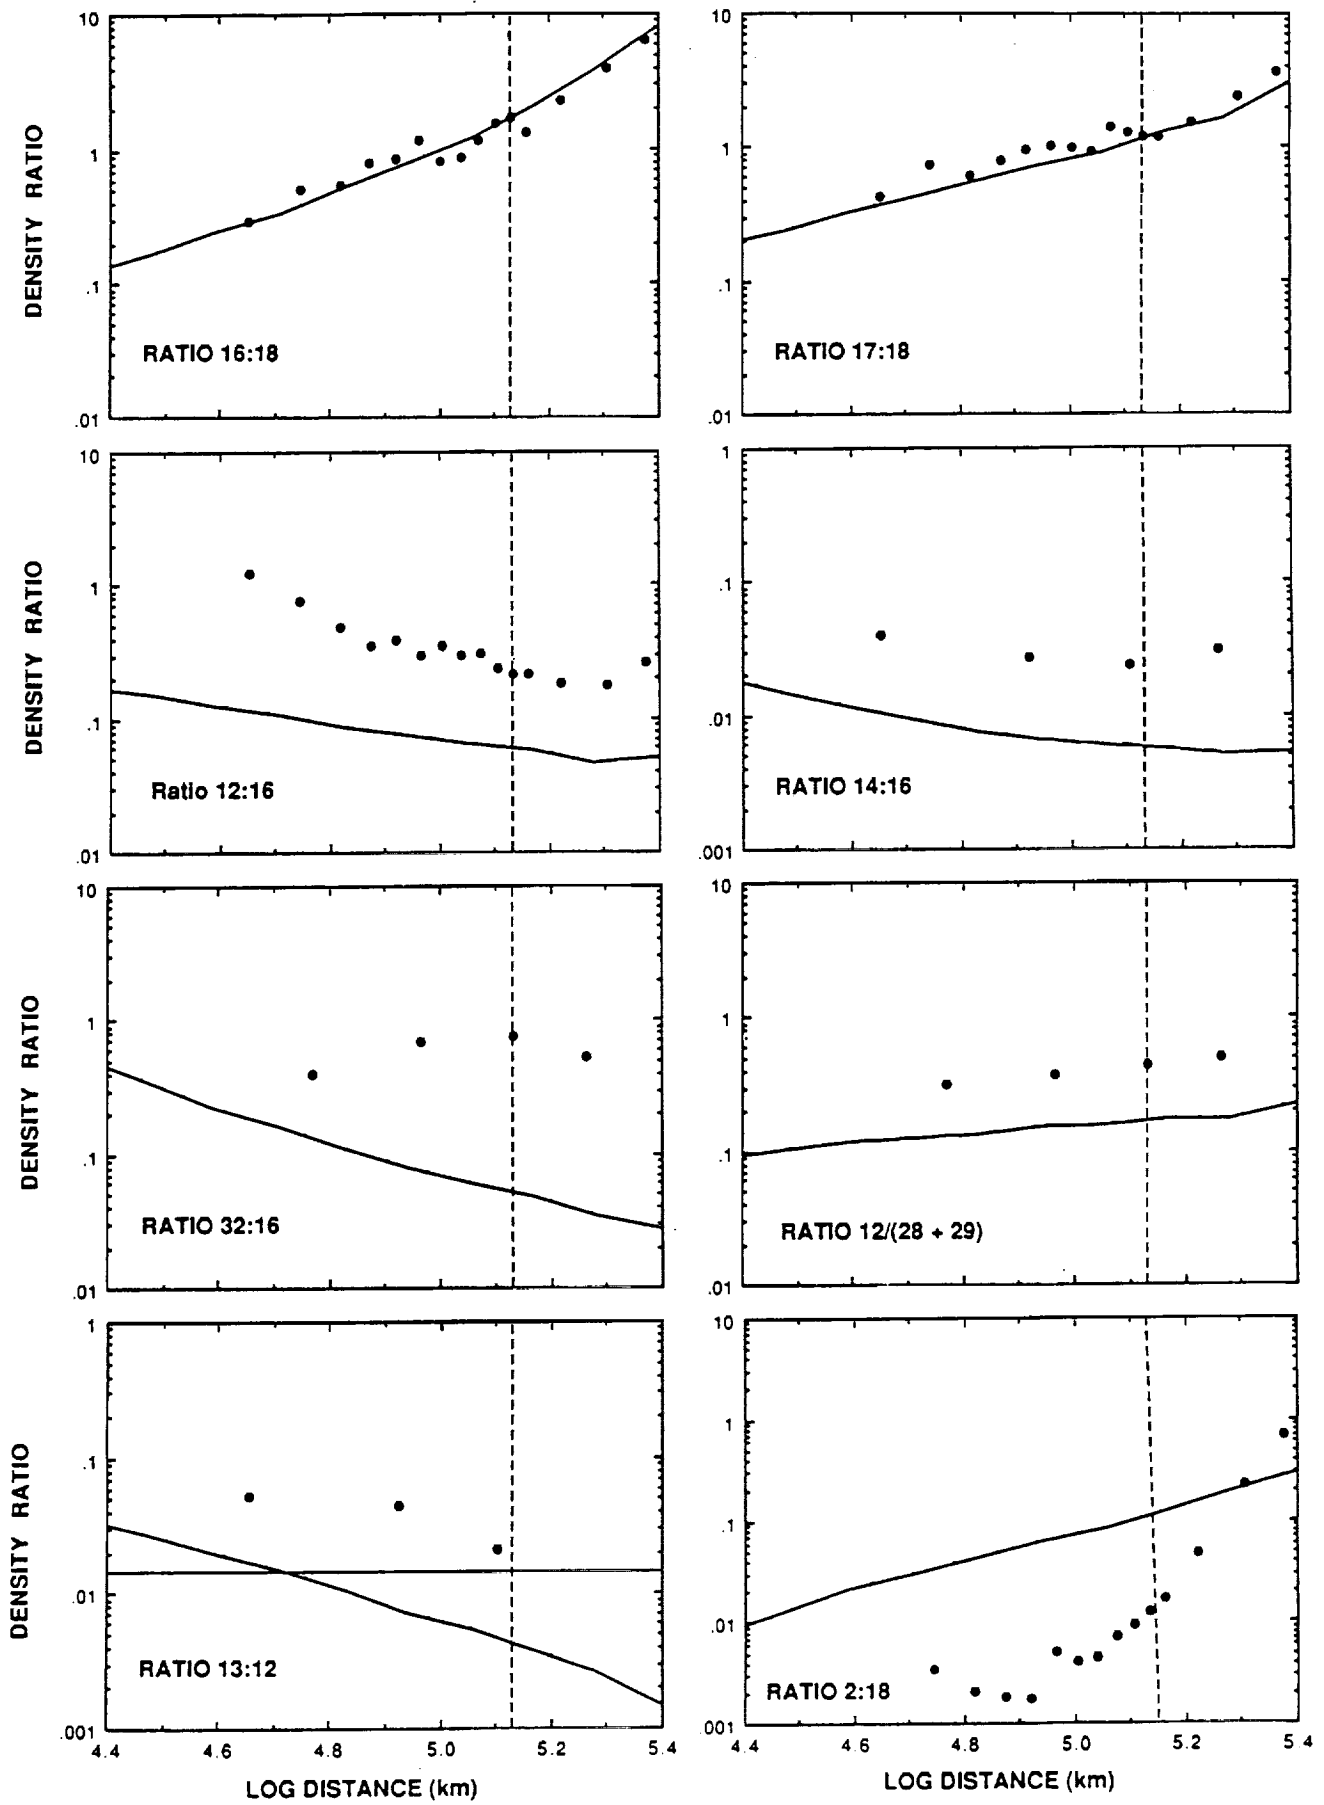 10
1
.1
.01
DENSITY RATIO
RATIO 16:18
10
1
.1
.01
RATIO 17:18
10
1
.1
.01
DENSITY RATIO
Ratio 12:16
1
.1
.01
.001
RATIO 14:16
10
1
.1
.01
DENSITY RATIO
RATIO 32:16
10
1
.1
.01
RATIO 12/(28 + 29)
1
.1
.01
.001
DENSITY RATIO
RATIO 13:12
4.4 4.6 4.8 5.0 5.2 5.4
LOG DISTANCE (km)
10
1
.1
.01
.001
RATIO 2:18
4.4 4.6 4.8 5.0 5.2 5.4
LOG DISTANCE (km)